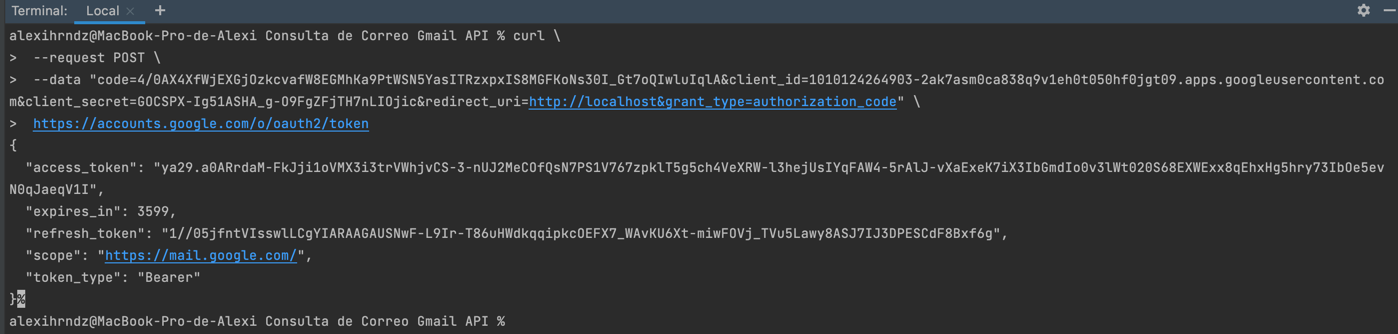 Terminal: Local × +
alexihrndz@MacBook-Pro-de-Alexi Consulta de Correo Gmail API % curl \
>  --request POST \
>  --data "code=4/0AX4XfWjEXGjOzkcvafW8EGMhKa9PtWSN5YasITRzxpxIS8MGFKoNs30I_Gt7oQIwluIqlA&client_id=1010124264903-2ak7asm0ca838q9v1eh0t050hf0jgt09.apps.googleusercontent.co
m&client_secret=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&redirect_uri=http://localhost&grant_type=authorization_code" \
>  https://accounts.google.com/o/oauth2/token
{
  "access_token": "ya29.a0ARrdaM-FkJji1oVMX3i3trVWhjvCS-3-nUJ2MeCOfQsN7PS1V767zpklT5g5ch4VeXRW-l3hejUsIYqFAW4-5rAlJ-vXaExeK7iX3IbGmdIo0v3lWt020S68EXWExx8qEhxHg5hry73IbOe5ev
N0qJaeqV1I",
  "expires_in": 3599,
  "refresh_token": "1//05jfntVIsswlLCgYIARAAGAUSNwF-L9Ir-T86uHWdkqqipkcOEFX7_WAvKU6Xt-miwFOVj_TVu5Lawy8ASJ7IJ3DPESCdF8Bxf6g",
  "scope": "https://mail.google.com/",
  "token_type": "Bearer"
}%
alexihrndz@MacBook-Pro-de-Alexi Consulta de Correo Gmail API %